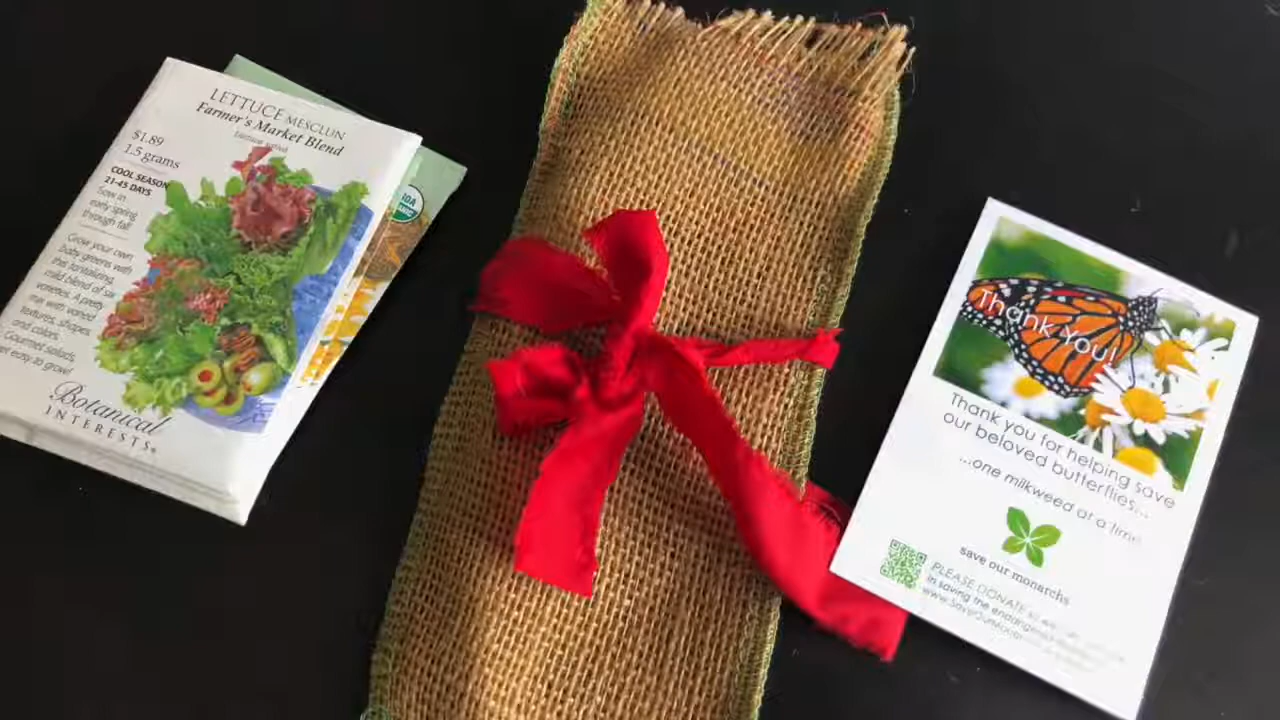 LETTUCE MESCLUN
Farmer's Market Blend
$1.89
1.5 grams
COOL SEASON
21-45 DAYS
Sow in
early spring
through fall
Grow your own
baby greens with
this tantalizing,
mild blend of six
varieties. A pretty
mix with varied
textures, shapes,
and colors.
Gourmet salads
easy to grow!
Botanical
INTERESTS®
Thank You!
Thank you for helping save
our beloved butterflies...
...one milkweed at a time
save our monarchs
PLEASE DONATE
in saving the endangered